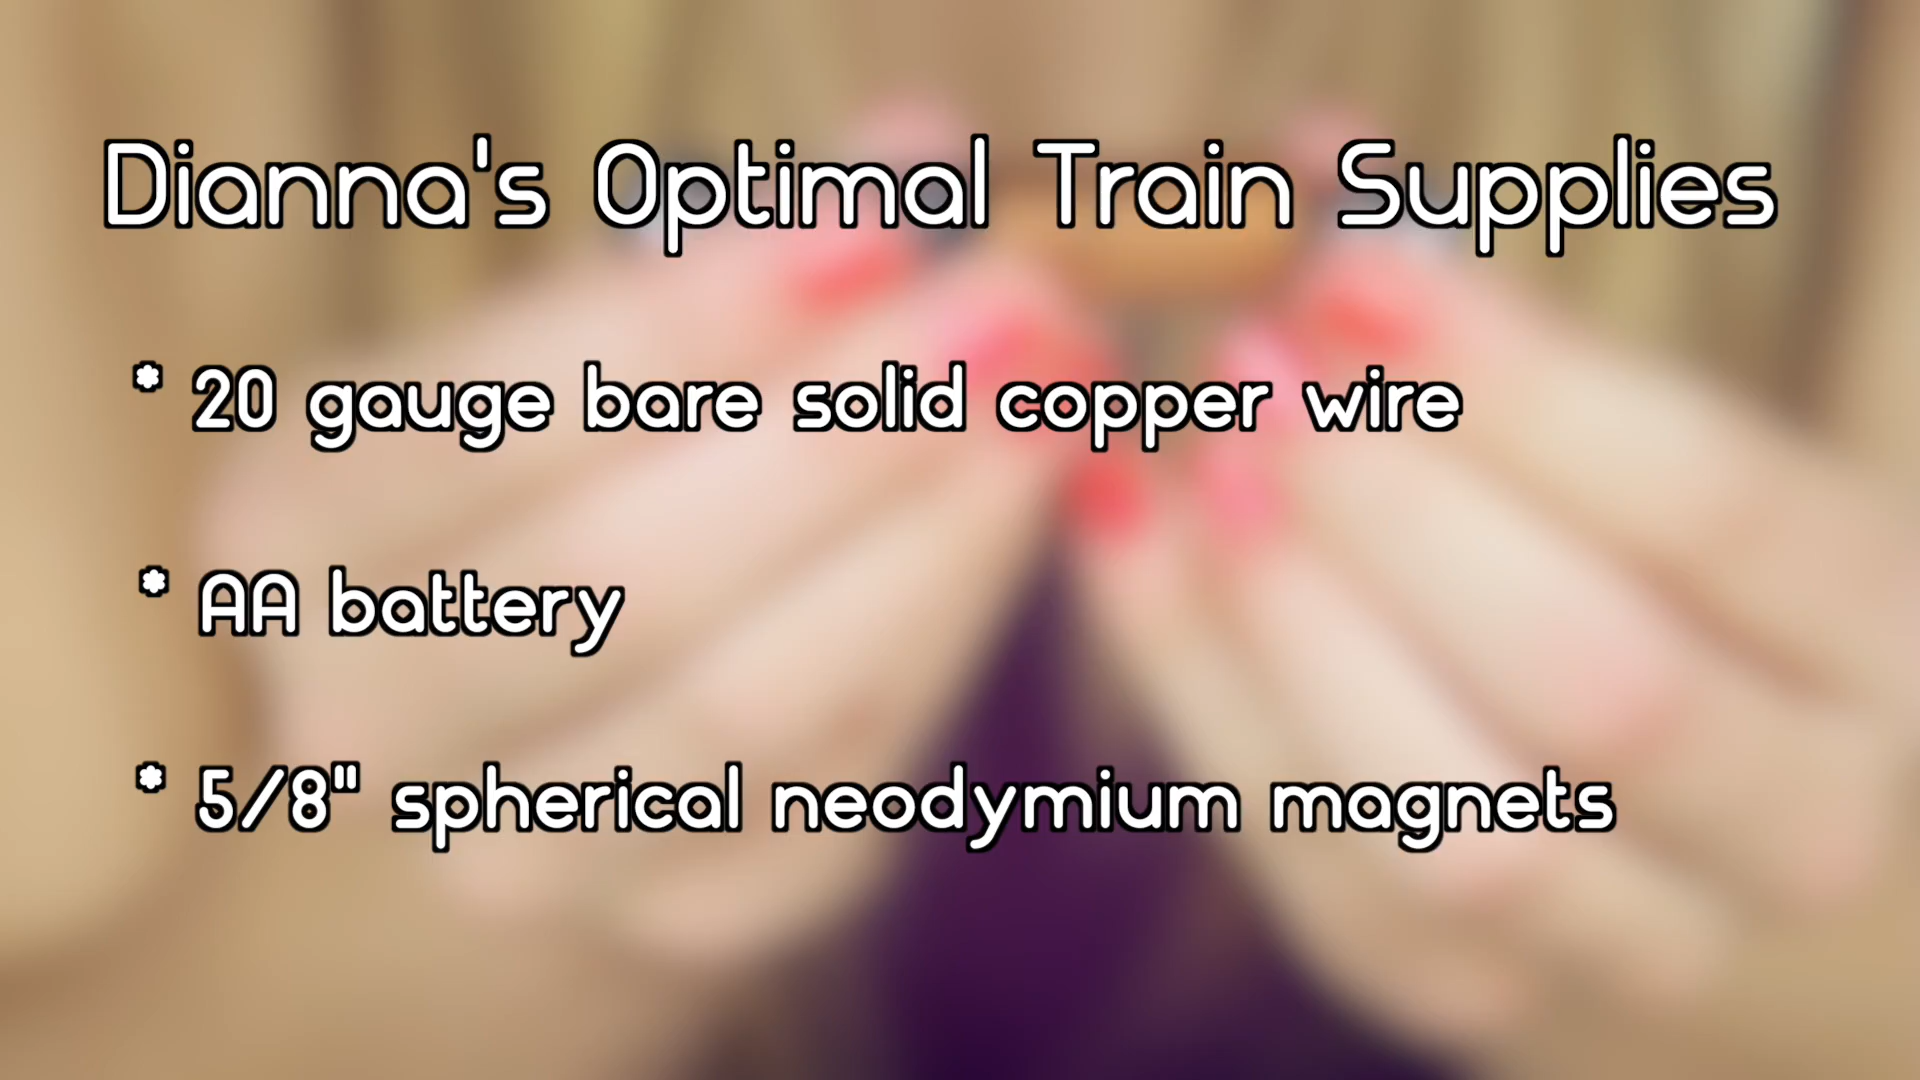 Dianna's Optimal Train Supplies
* 20 gauge bare solid copper wire
* AA battery
* 5/8" spherical neodymium magnets